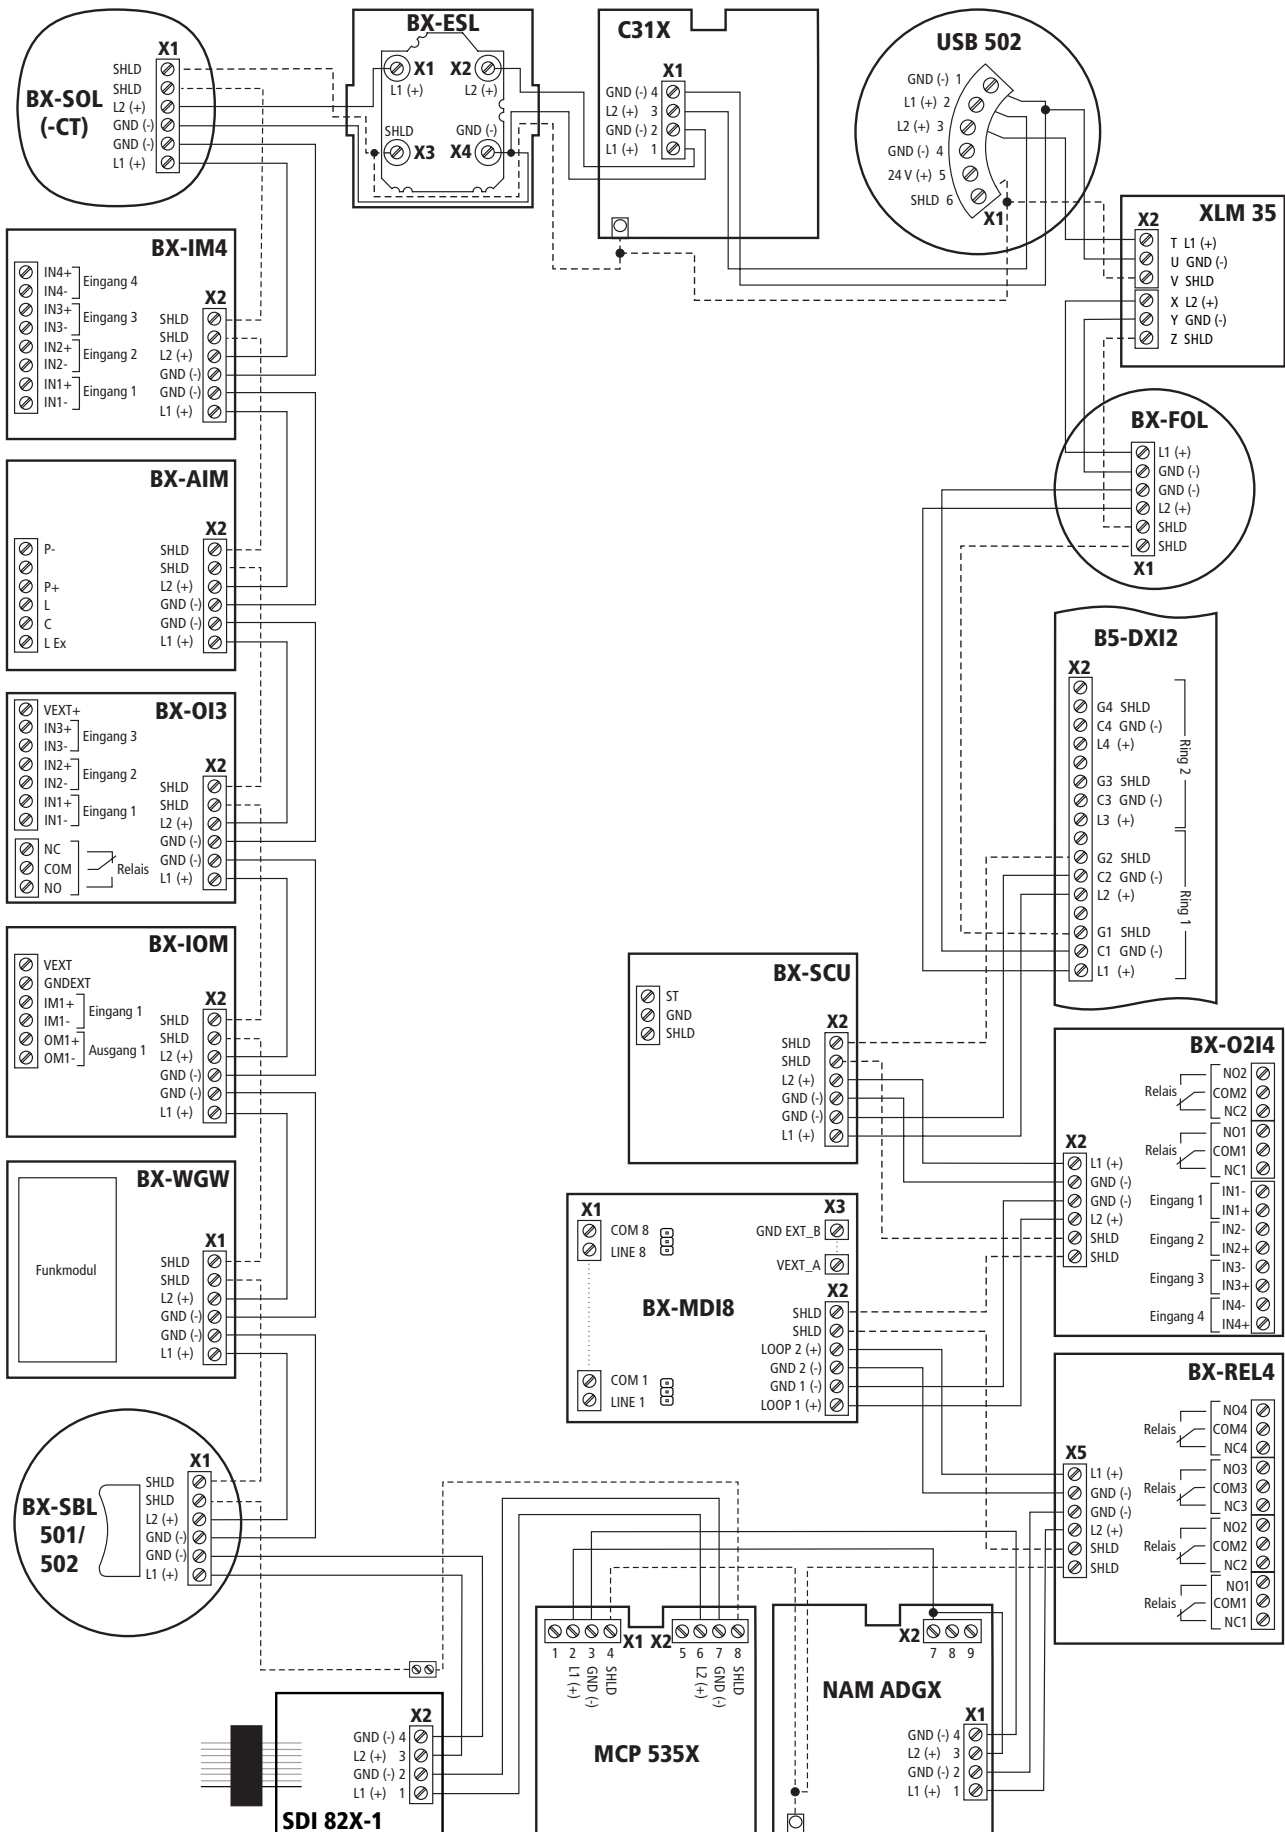 BX-SOL
(-CT)
X1
SHLD
SHLD
L2 (+)
GND (-)
GND (-)
L1 (+)
BX-ESL
X1
L1 (+)
X2
L2 (+)
SHLD
X3
GND (-)
X4
C31X
X1
GND (-) 4
L2 (+) 3
GND (-) 2
L1 (+) 1
USB 502
GND (-) 1
L1 (+) 2
L2 (+) 3
GND (-) 4
24 V (+) 5
SHLD 6
X1
XLM 35
X2
T L1 (+)
U GND (-)
V SHLD
X L2 (+)
Y GND (-)
Z SHLD
BX-IM4
IN4+
IN4-
Eingang 4
IN3+
IN3-
Eingang 3
IN2+
IN2-
Eingang 2
IN1+
IN1-
Eingang 1
X2
SHLD
SHLD
L2 (+)
GND (-)
GND (-)
L1 (+)
BX-FOL
L1 (+)
GND (-)
GND (-)
L2 (+)
SHLD
SHLD
X1
BX-AIM
P-
P+
L
C
L Ex
X2
SHLD
SHLD
L2 (+)
GND (-)
GND (-)
L1 (+)
B5-DXI2
X2
G4 SHLD
C4 GND (-)
L4 (+)
G3 SHLD
C3 GND (-)
L3 (+)
Ring 2
G2 SHLD
C2 GND (-)
L2 (+)
G1 SHLD
C1 GND (-)
L1 (+)
Ring 1
BX-OI3
VEXT+
IN3+
IN3-
Eingang 3
IN2+
IN2-
Eingang 2
IN1+
IN1-
Eingang 1
NC
COM
NO
Relais
X2
SHLD
SHLD
L2 (+)
GND (-)
GND (-)
L1 (+)
BX-IOM
VEXT
GNDEXT
IM1+
IM1-
Eingang 1
OM1+
OM1-
Ausgang 1
X2
SHLD
SHLD
L2 (+)
GND (-)
GND (-)
L1 (+)
BX-SCU
ST
GND
SHLD
X2
SHLD
SHLD
L2 (+)
GND (-)
GND (-)
L1 (+)
BX-O2I4
Relais
NO2
COM2
NC2
Relais
NO1
COM1
NC1
Eingang 1
IN1-
IN1+
Eingang 2
IN2-
IN2+
Eingang 3
IN3-
IN3+
Eingang 4
IN4-
IN4+
X2
L1 (+)
GND (-)
GND (-)
L2 (+)
SHLD
SHLD
BX-WGW
Funkmodul
X1
SHLD
SHLD
L2 (+)
GND (-)
GND (-)
L1 (+)
BX-MDI8
X1
COM 8
LINE 8
COM 1
LINE 1
X3
GND EXT_B
VEXT_A
X2
SHLD
SHLD
LOOP 2 (+)
GND 2 (-)
GND 1 (-)
LOOP 1 (+)
BX-REL4
Relais
NO4
COM4
NC4
Relais
NO3
COM3
NC3
Relais
NO2
COM2
NC2
Relais
NO1
COM1
NC1
X5
L1 (+)
GND (-)
GND (-)
L2 (+)
SHLD
SHLD
BX-SBL
501/
502
X1
SHLD
SHLD
L2 (+)
GND (-)
GND (-)
L1 (+)
SDI 82X-1
X2
GND (-) 4
L2 (+) 3
GND (-) 2
L1 (+) 1
MCP 535X
X1
1 2 3 4
L1 (+)
GND (-)
SHLD
X2
5 6 7 8
L2 (+)
GND (-)
SHLD
NAM ADGX
X2
7 8 9
X1
GND (-) 4
L2 (+) 3
GND (-) 2
L1 (+) 1